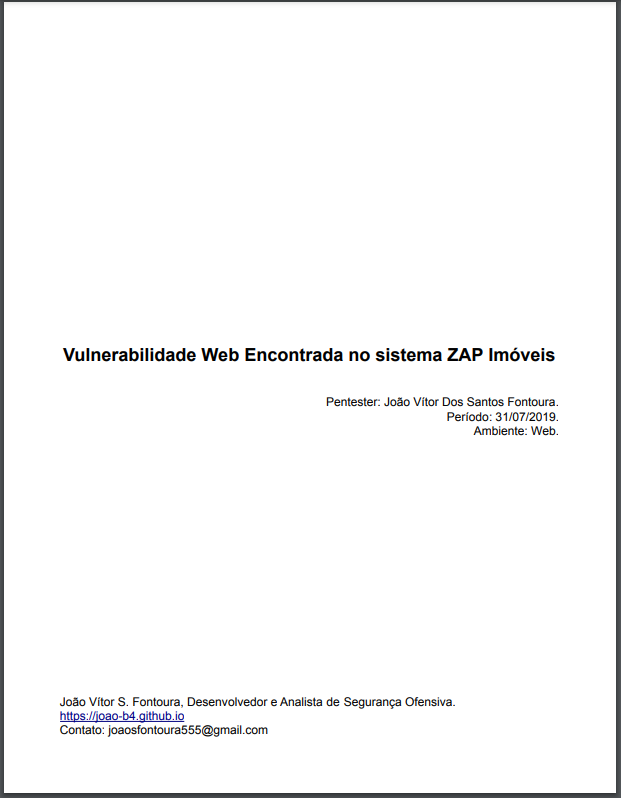 Vulnerabilidade Web Encontrada no sistema ZAP Imóveis
Pentester: João Vítor Dos Santos Fontoura.
Período: 31/07/2019.
Ambiente: Web.
João Vítor S. Fontoura, Desenvolvedor e Analista de Segurança Ofensiva.
https://joao-b4.github.io
Contato: joaosfontoura555@gmail.com